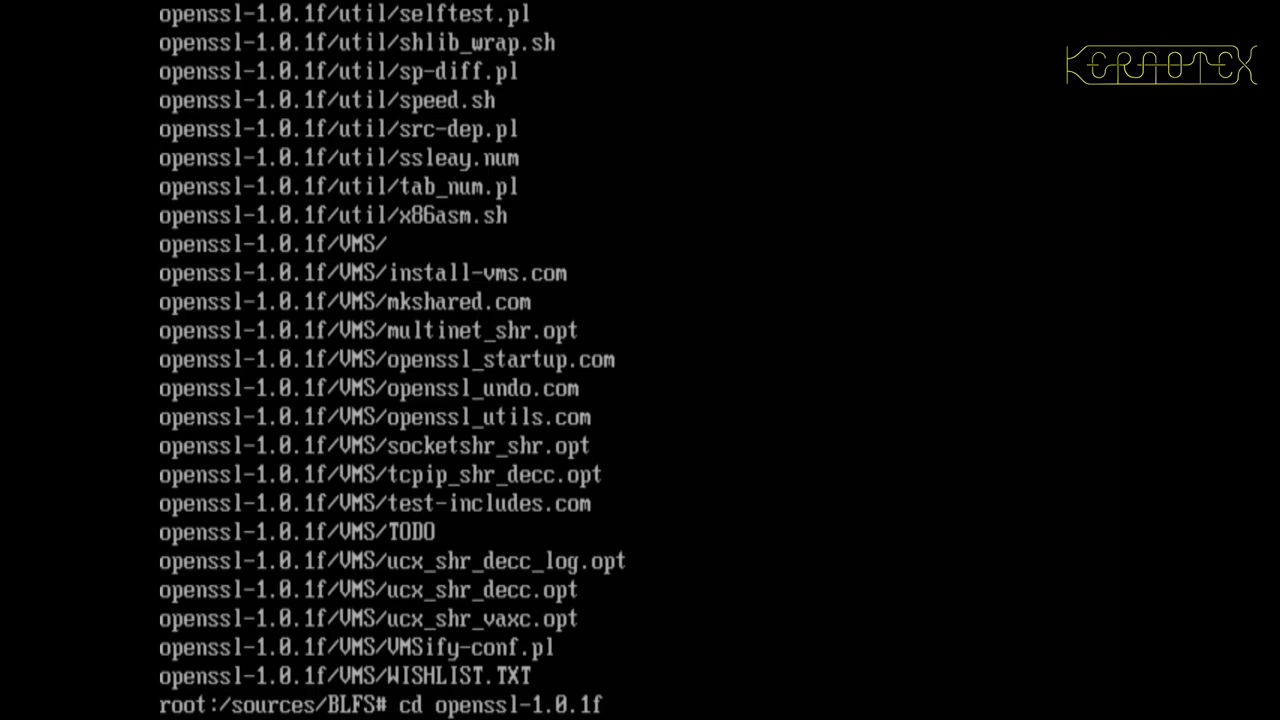 openssl-1.0.1f/util/selftest.pl
openssl-1.0.1f/util/shlib_wrap.sh
KERNOTEX
openssl-1.0.1f/util/sp-diff.pl
openssl-1.0.1f/util/speed.sh
openssl-1.0.1f/util/src-dep.pl
openssl-1.0.1f/util/ssleay.num
openssl-1.0.1f/util/tab_num.pl
openssl-1.0.1f/util/x86asm.sh
openssl-1.0.1f/VMS/
openssl-1.0.1f/VMS/install-vms.com
openssl-1.0.1f/VMS/mkshared.com
openssl-1.0.1f/VMS/multinet_shr.opt
openssl-1.0.1f/VMS/openssl_startup.com
openssl-1.0.1f/VMS/openssl_undo.com
openssl-1.0.1f/VMS/openssl_utils.com
openssl-1.0.1f/VMS/socketshr_shr.opt
openssl-1.0.1f/VMS/tcpip_shr_decc.opt
openssl-1.0.1f/VMS/test-includes.com
openssl-1.0.1f/VMS/TODO
openssl-1.0.1f/VMS/ucx_shr_decc_log.opt
openssl-1.0.1f/VMS/ucx_shr_decc.opt
openssl-1.0.1f/VMS/ucx_shr_vaxc.opt
openssl-1.0.1f/VMS/VMSify-conf.pl
openssl-1.0.1f/VMS/WISHLIST.TXT
root:/sources/BLFS# cd openssl-1.0.1f